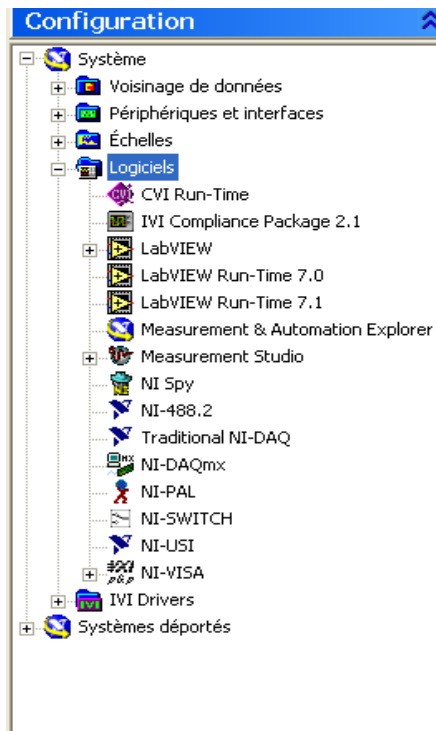 Configuration
Système
Voisinage de données
Périphériques et interfaces
Échelles
Logiciels
CVI Run-Time
IVI Compliance Package 2.1
LabVIEW
LabVIEW Run-Time 7.0
LabVIEW Run-Time 7.1
Measurement & Automation Explorer
Measurement Studio
NI Spy
NI-488.2
Traditional NI-DAQ
NI-DAQmx
NI-PAL
NI-SWITCH
NI-USI
NI-VISA
IVI Drivers
Systèmes déportés